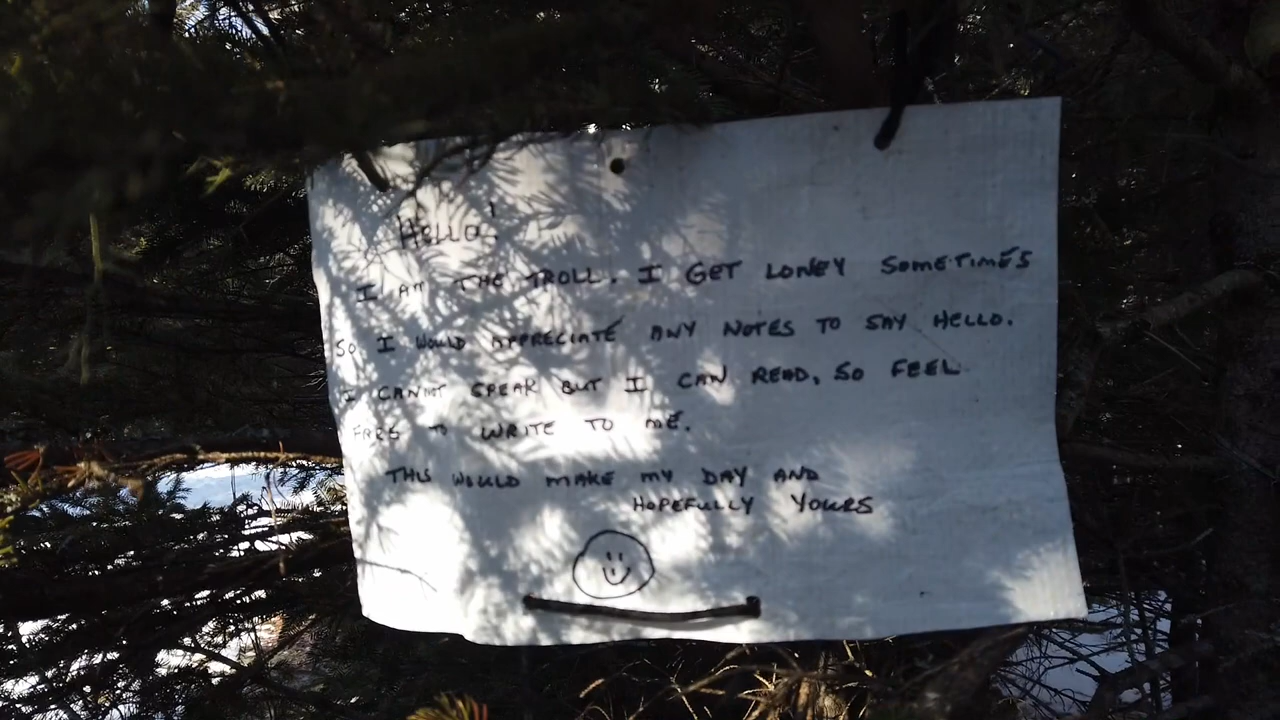 HELLO!
I AM THE TROLL. I GET LONEY SOMETIMES
SO I WOULD APPRECIATE ANY NOTES TO SAY HELLO.
I CANNOT SPEAK BUT I CAN READ, SO FEEL
FREE TO WRITE TO ME.
THIS WOULD MAKE MY DAY AND
HOPEFULLY YOURS